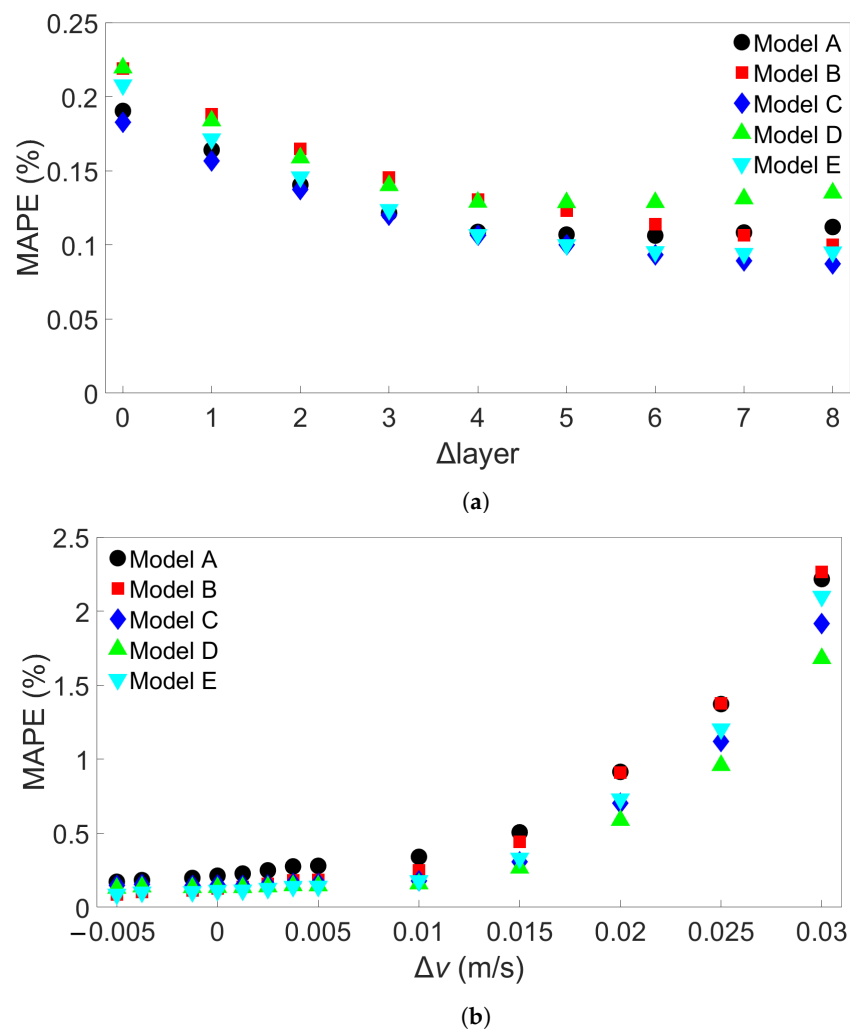 0.25
0.2
0.15
0.1
0.05
0
MAPE (%)
Model A
Model B
Model C
Model D
Model E
0 1 2 3 4 5 6 7 8
Δlayer
(a)
2.5
2
1.5
1
0.5
0
MAPE (%)
Model A
Model B
Model C
Model D
Model E
−0.005 0 0.005 0.01 0.015 0.02 0.025 0.03
Δv (m/s)
(b)